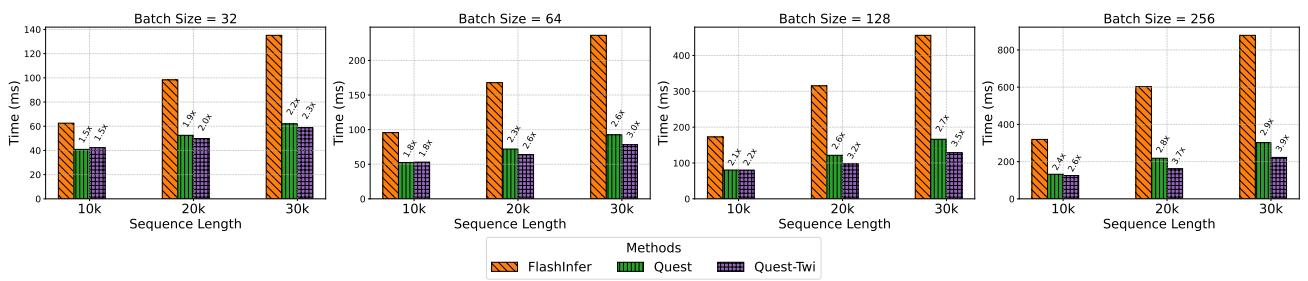 Batch Size = 32
Time (ms)
140
120
100
80
60
40
20
0
1.5x
1.5x
1.9x
2.0x
2.2x
2.3x
10k
20k
30k
Sequence Length
Batch Size = 64
Time (ms)
200
150
100
50
0
1.8x
1.8x
2.3x
2.6x
2.6x
3.0x
10k
20k
30k
Sequence Length
Batch Size = 128
Time (ms)
400
300
200
100
0
2.1x
2.2x
2.6x
3.2x
2.7x
3.5x
10k
20k
30k
Sequence Length
Batch Size = 256
Time (ms)
800
600
400
200
0
2.4x
2.6x
2.8x
3.7x
2.9x
3.9x
10k
20k
30k
Sequence Length
Methods
FlashInfer
Quest
Quest-Twi